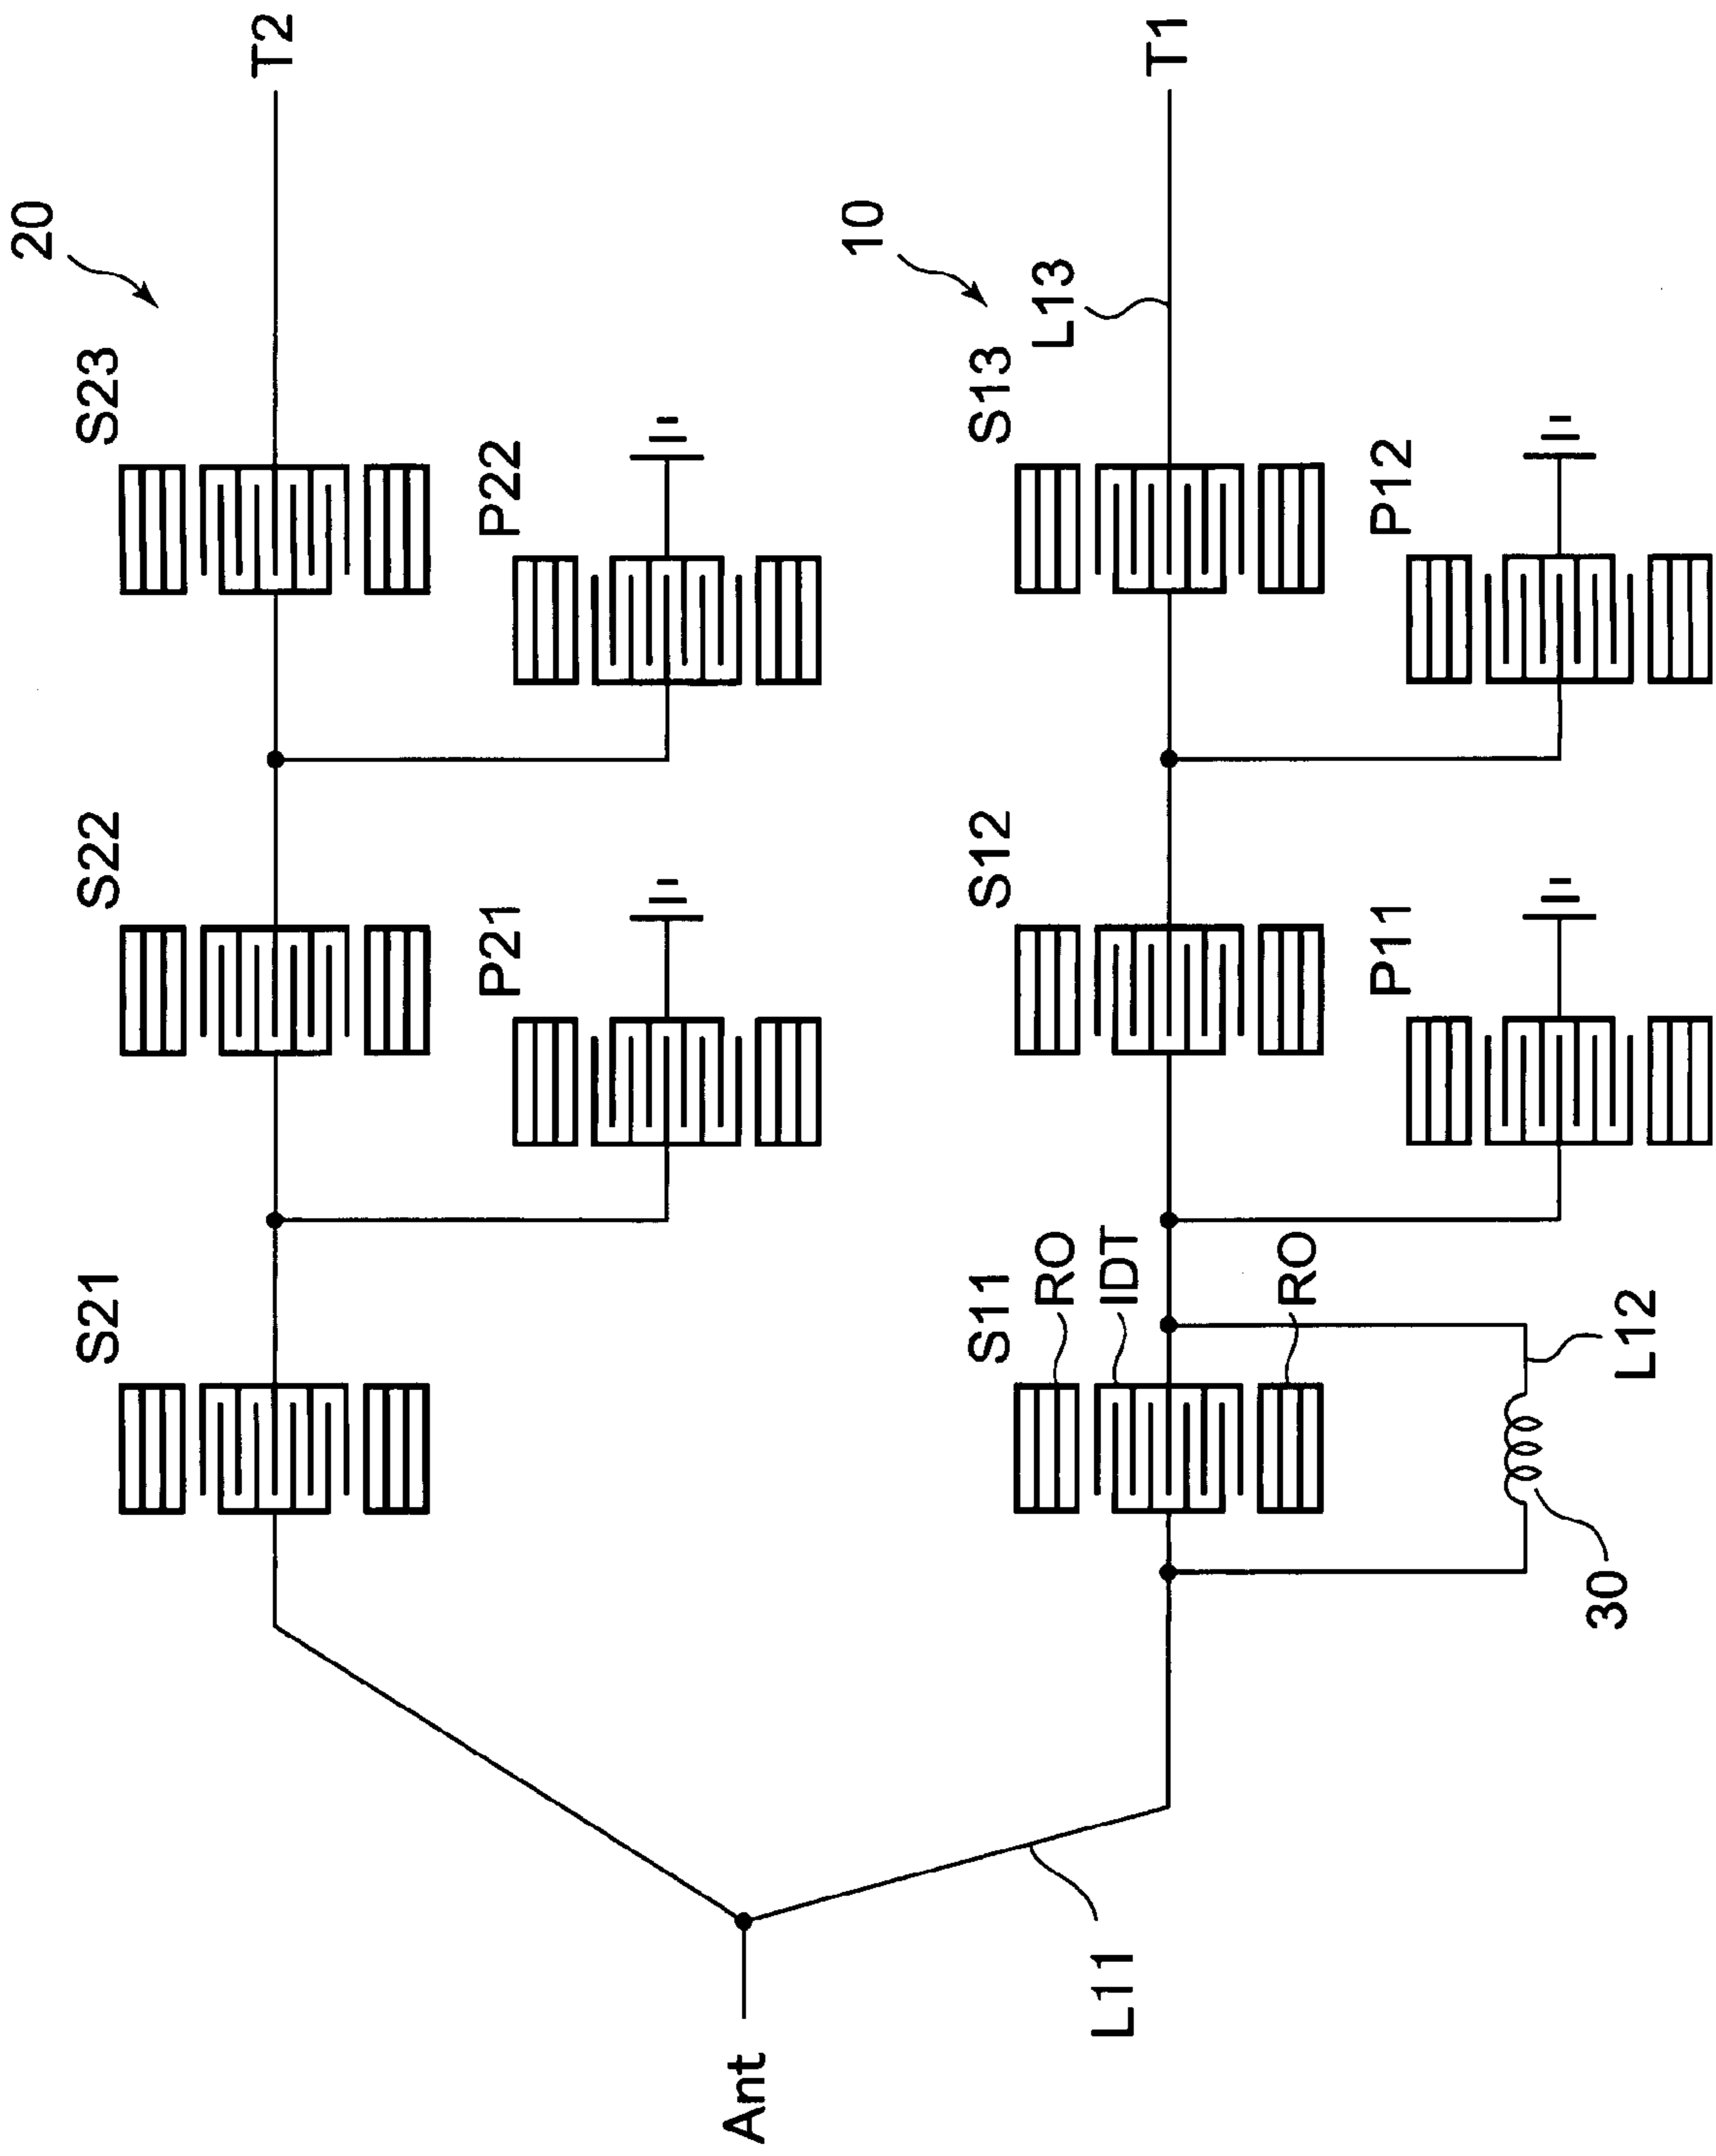 20
T2
S21
S22
S23
P21
P22
10
L13
T1
S11
S12
S13
RO
IDT
RO
P11
P12
L12
30
L11
Ant